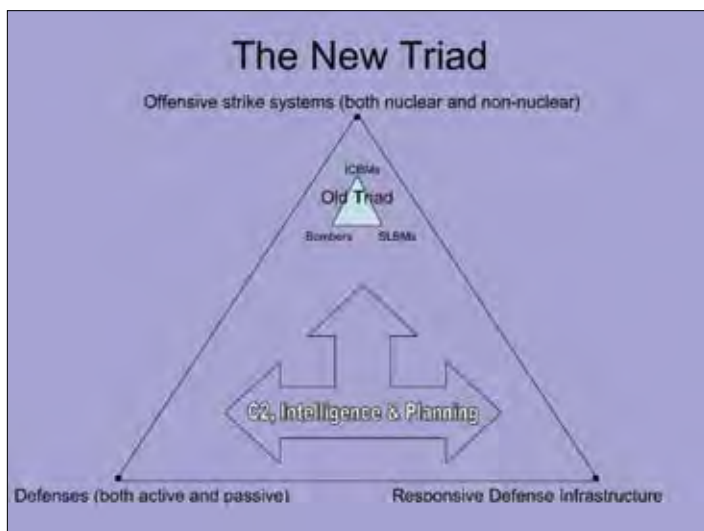 The New Triad
Offensive strike systems (both nuclear and non-nuclear)
ICBMs
Old Triad
Bombers SLBMs
C2, Intelligence & Planning
Defenses (both active and passive) Responsive Defense Infrastructure